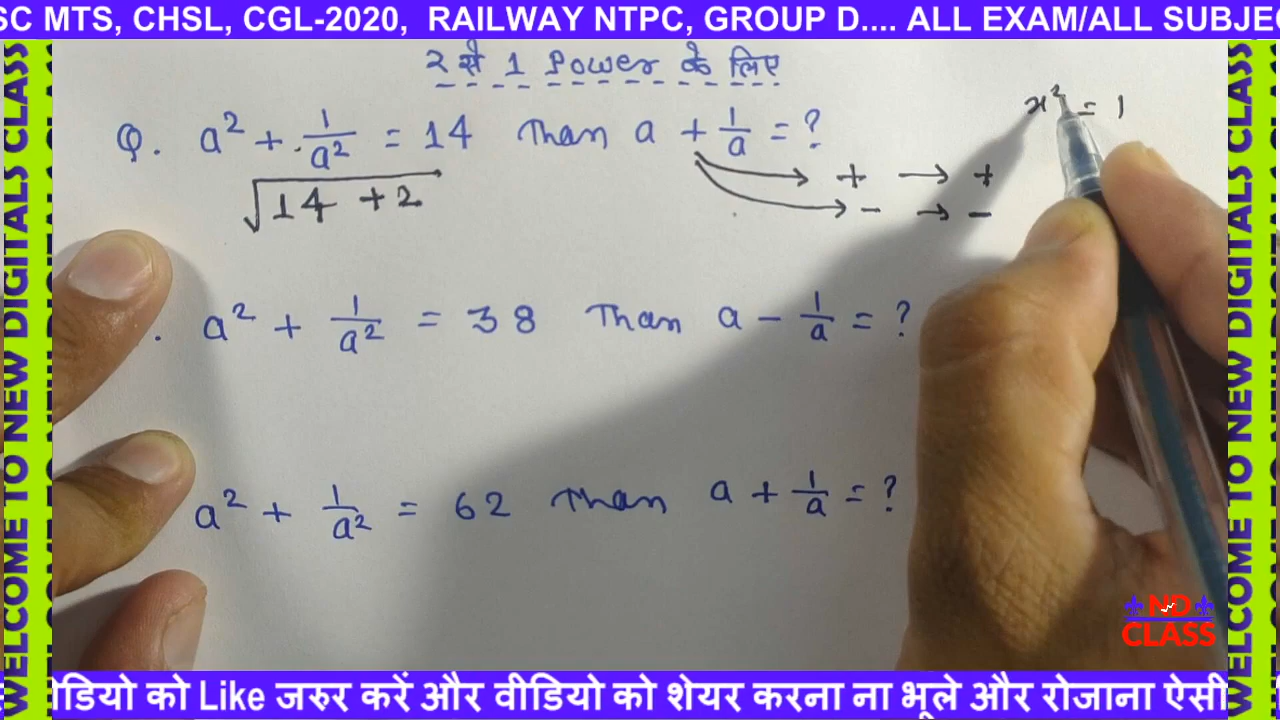 SC MTS, CHSL, CGL-2020, RAILWAY NTPC, GROUP D.... ALL EXAM/ALL SUBJEC
2 से 1 Power के लिए
x² = 1
Q. a² + 1/a² = 14 Than a + 1/a = ?
√14 + 2
+ → +
- → -
. a² + 1/a² = 38 Than a - 1/a = ?
a² + 1/a² = 62 Than a + 1/a = ?
ND
CLASS
WELCOME TO NEW DIGITALS CLASS
WELCOME TO NEW DIGITALS CLASS
डियो को Like जरुर करें और वीडियो को शेयर करना ना भूले और रोजाना ऐसी